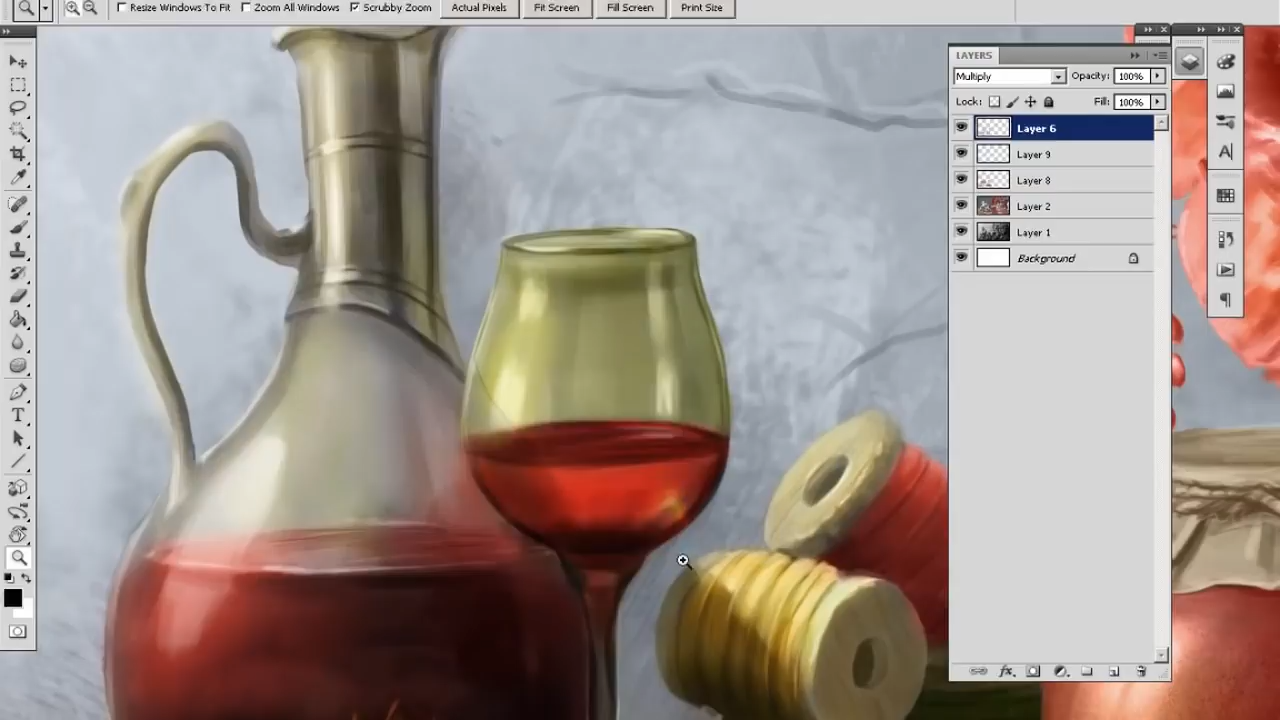 Resize Windows To Fit Zoom All Windows Scrubby Zoom Actual Pixels Fit Screen Fill Screen Print Size
LAYERS
Multiply Opacity: 100%
Lock: Fill: 100%
Layer 6
Layer 9
Layer 8
Layer 2
Layer 1
Background